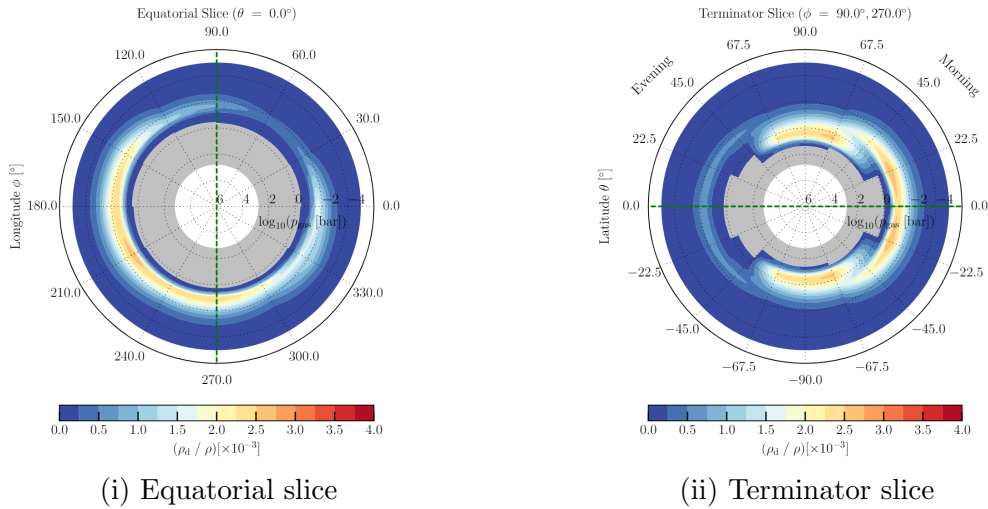 Equatorial Slice (θ = 0.0°)
90.0
120.0
60.0
150.0
30.0
Longitude φ [°]
180.0
0.0
6 4 2 0 −2 −4
log₁₀(p_gas [bar])
210.0
330.0
240.0
300.0
270.0
0.0 0.5 1.0 1.5 2.0 2.5 3.0 3.5 4.0
(ρ_d / ρ)[×10⁻³]
(i) Equatorial slice
Terminator Slice (φ = 90.0°, 270.0°)
90.0
67.5
67.5
Evening
Morning
45.0
45.0
22.5
22.5
Latitude θ [°]
0.0
0.0
6 4 2 0 −2 −4
log₁₀(p_gas [bar])
−22.5
−22.5
−45.0
−45.0
−67.5
−67.5
−90.0
0.0 0.5 1.0 1.5 2.0 2.5 3.0 3.5 4.0
(ρ_d / ρ)[×10⁻³]
(ii) Terminator slice